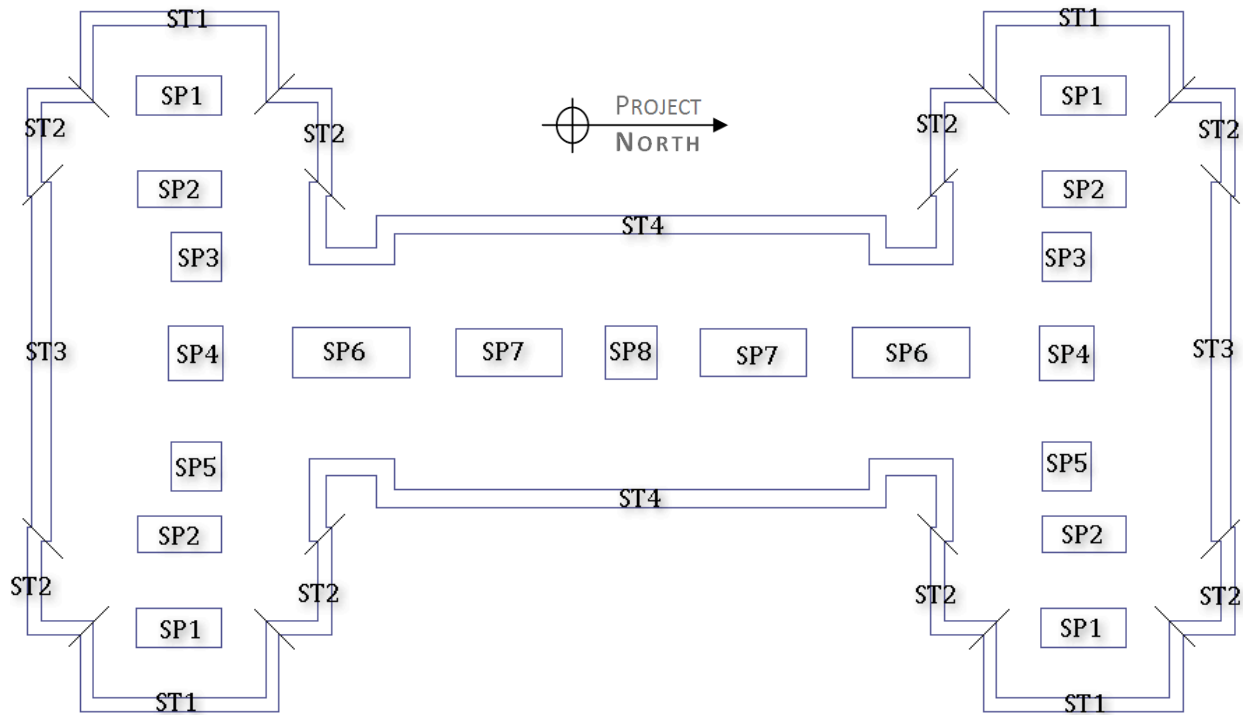 ST1
ST1
SP1
PROJECT
SP1
ST2
ST2
NORTH
ST2
ST2
SP2
SP2
ST4
SP3
SP3
ST3
SP4
SP6
SP7
SP8
SP7
SP6
SP4
ST3
SP5
SP5
ST4
SP2
SP2
ST2
ST2
ST2
ST2
SP1
SP1
ST1
ST1